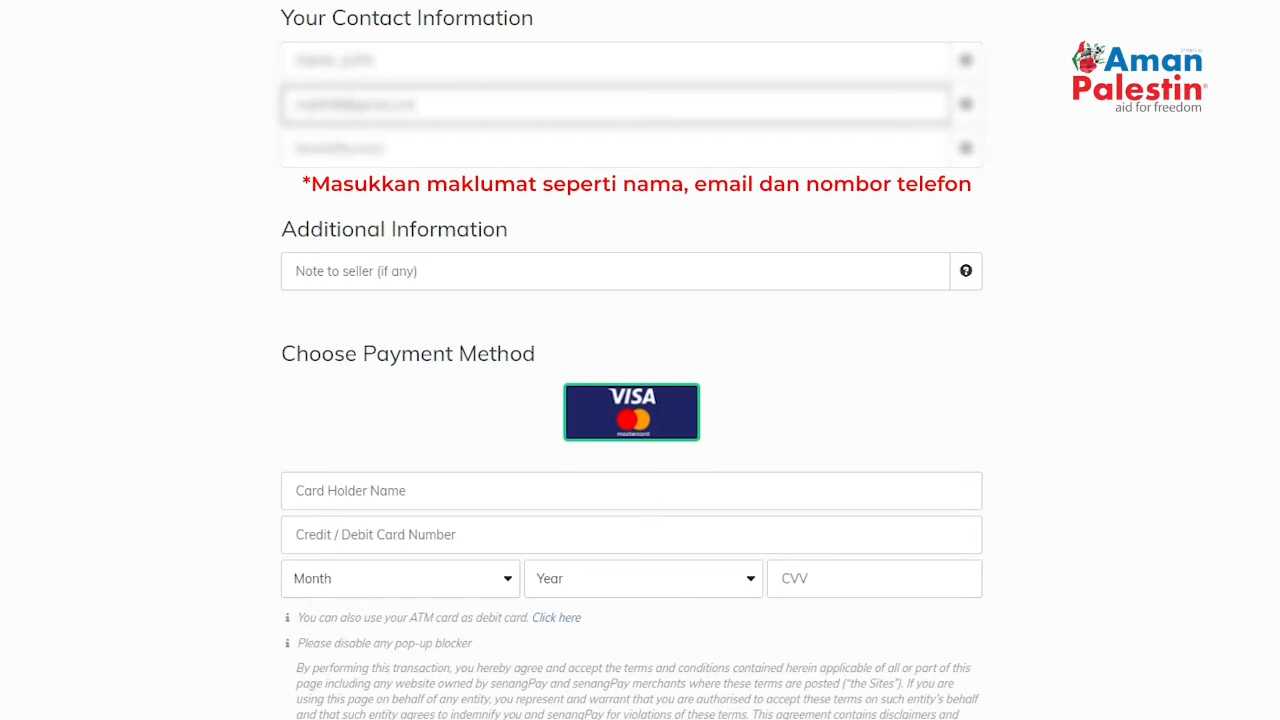 Your Contact Information
Aman
Palestin
aid for freedom
*Masukkan maklumat seperti nama, email dan nombor telefon
Additional Information
Note to seller (if any)
Choose Payment Method
VISA
mastercard
Card Holder Name
Credit / Debit Card Number
Month
Year
CVV
You can also use your ATM card as debit card. Click here
Please disable any pop-up blocker
By performing this transaction, you hereby agree and accept the terms and conditions contained herein applicable of all or part of this
page including any website owned by senangPay and senangPay merchants where these terms are posted (“the Sites”). If you are
using this page on behalf of any entity, you represent and warrant that you are authorised to accept these terms on such entity’s behalf
and that such entity agrees to indemnify you and senangPay for violations of these terms. This agreement contains disclaimers and